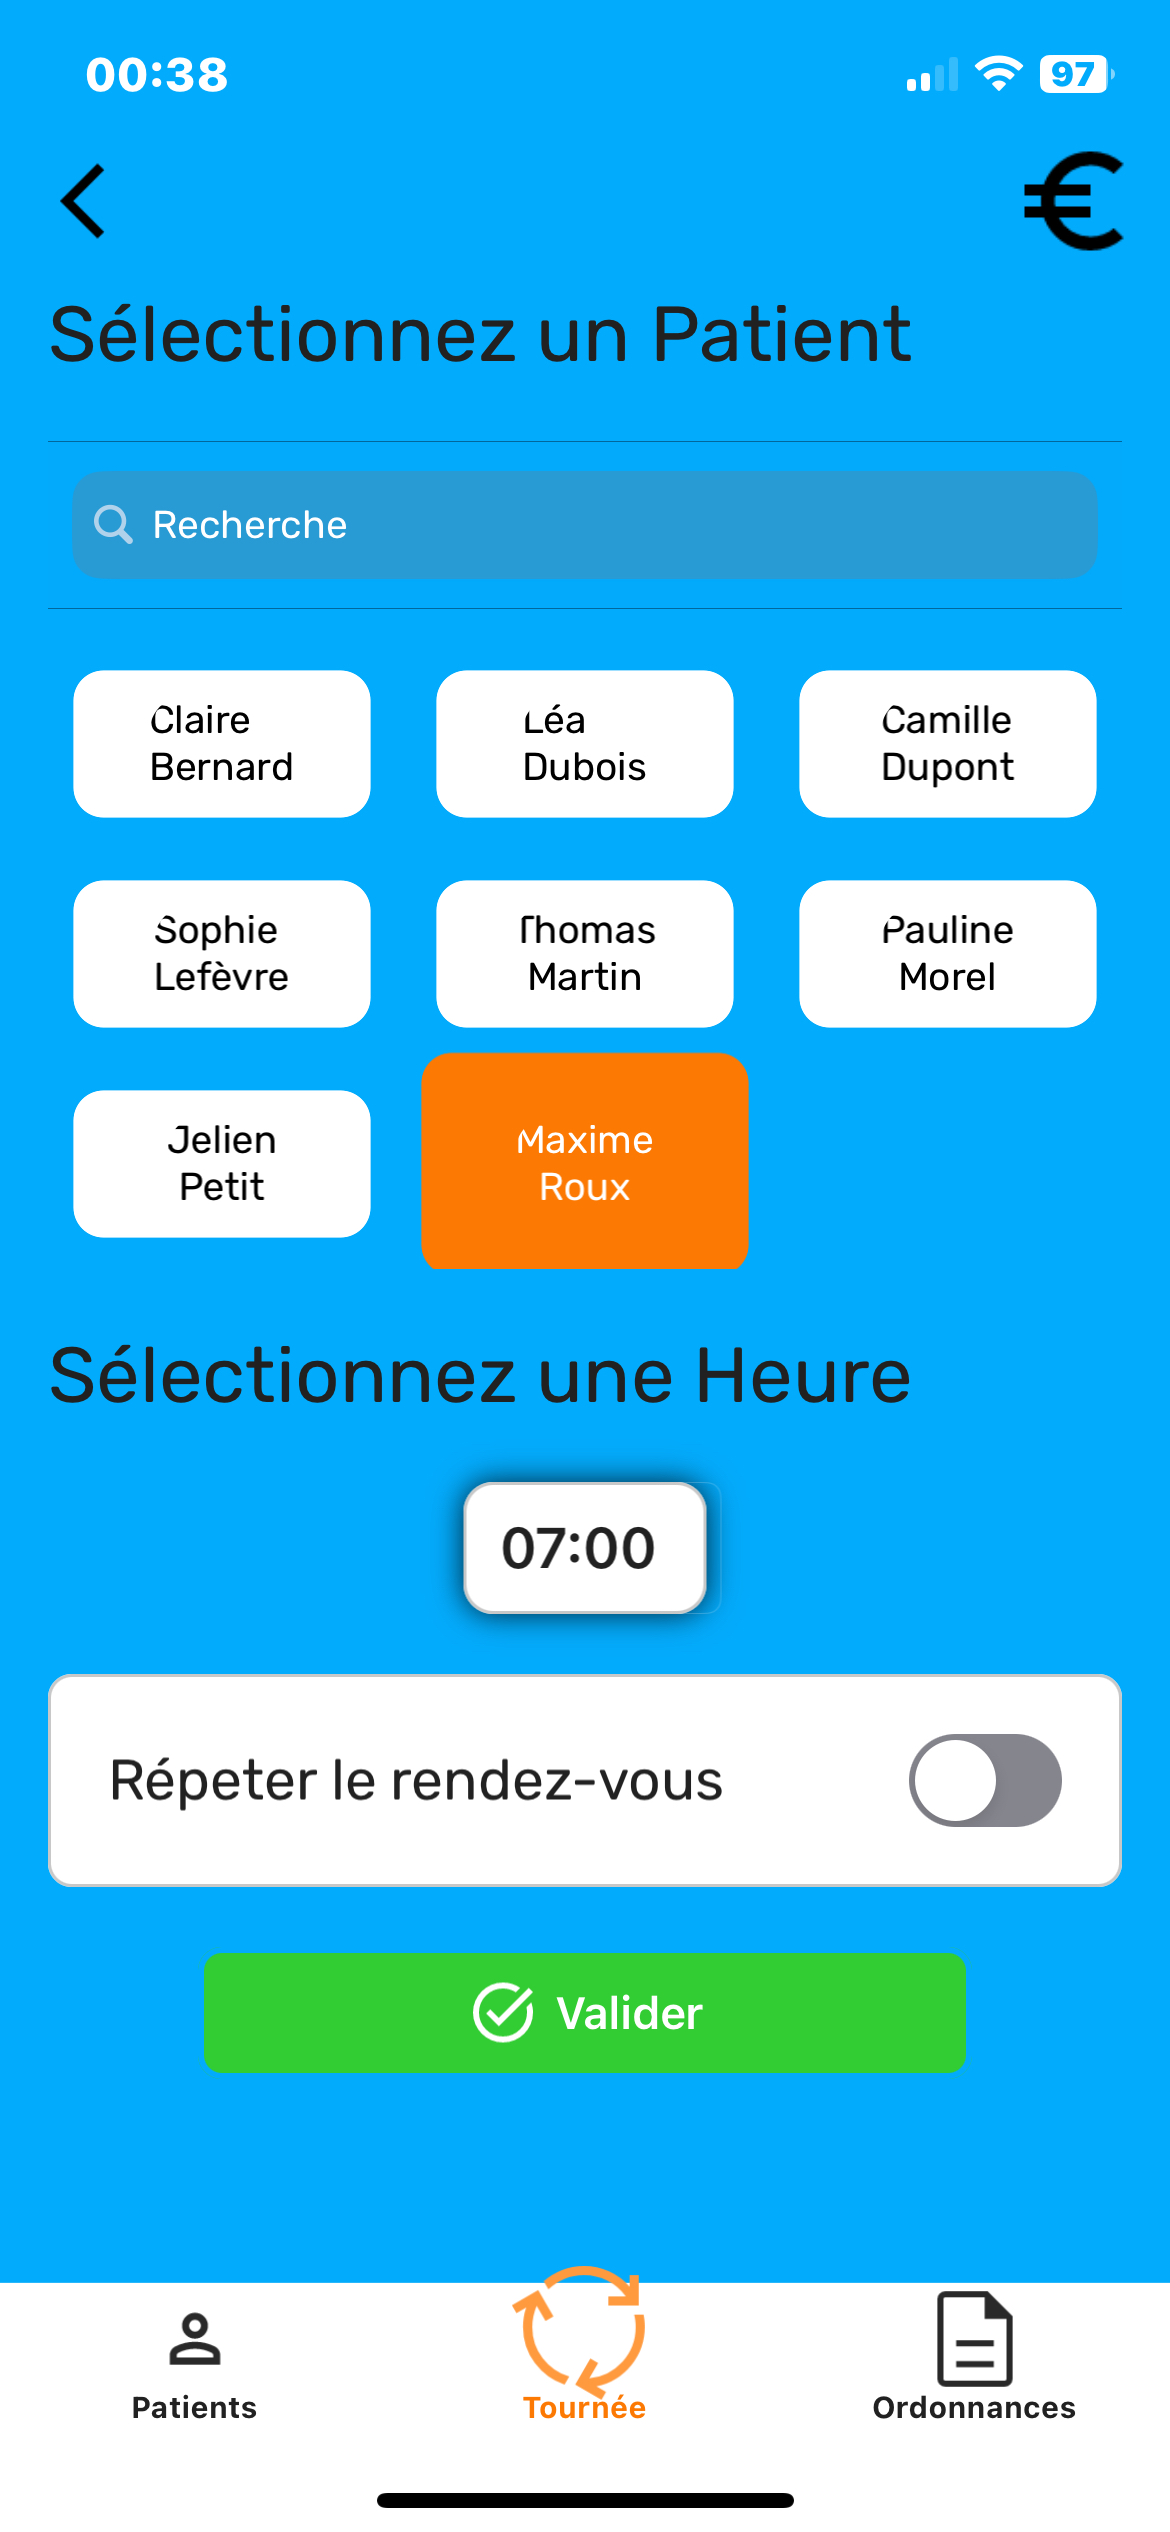 00:38
97
€
Sélectionnez un Patient
Recherche
Claire
Bernard
Léa
Dubois
Camille
Dupont
Sophie
Lefèvre
Thomas
Martin
Pauline
Morel
Jelien
Petit
Maxime
Roux
Sélectionnez une Heure
07:00
Répeter le rendez-vous
Valider
Patients
Tournée
Ordonnances